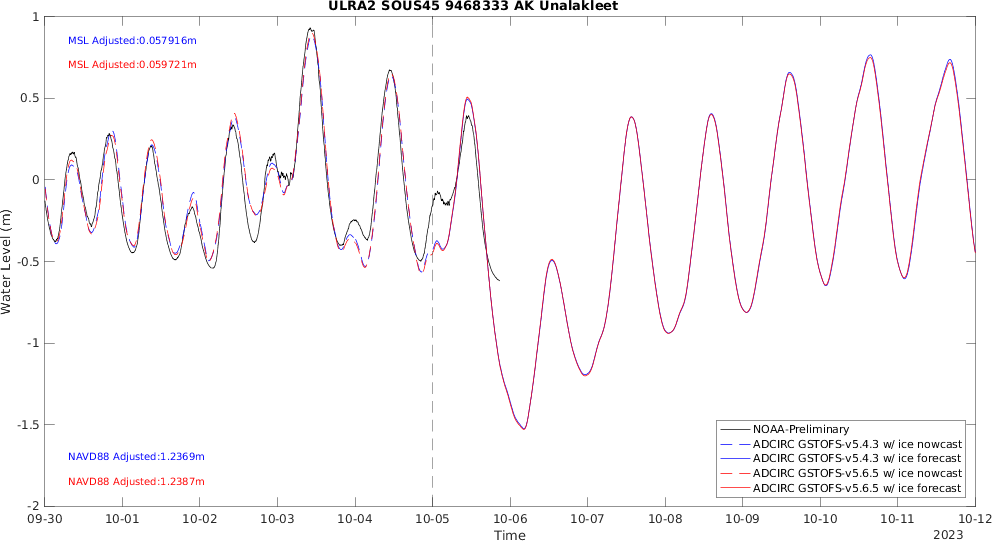 ULRA2 SOUS45 9468333 AK Unalakleet
MSL Adjusted:0.057916m
MSL Adjusted:0.059721m
1
0.5
0
-0.5
-1
-1.5
-2
Water Level (m)
NAVD88 Adjusted:1.2369m
NAVD88 Adjusted:1.2387m
NOAA-Preliminary
ADCIRC GSTOFS-v5.4.3 w/ ice nowcast
ADCIRC GSTOFS-v5.4.3 w/ ice forecast
ADCIRC GSTOFS-v5.6.5 w/ ice nowcast
ADCIRC GSTOFS-v5.6.5 w/ ice forecast
09-30 10-01 10-02 10-03 10-04 10-05 10-06 10-07 10-08 10-09 10-10 10-11 10-12
Time
2023